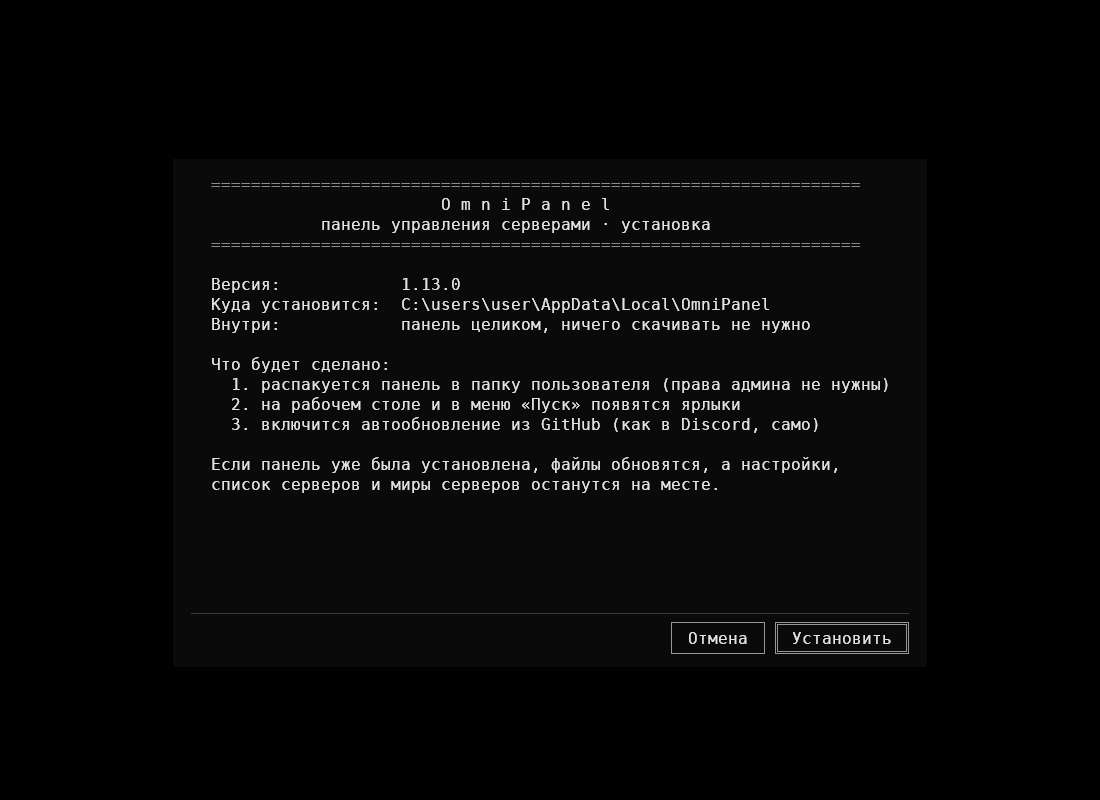 =================================================================
O m n i P a n e l
панель управления серверами · установка
=================================================================
Версия: 1.13.0
Куда установится: C:\users\user\AppData\Local\OmniPanel
Внутри: панель целиком, ничего скачивать не нужно
Что будет сделано:
1. распакуется панель в папку пользователя (права админа не нужны)
2. на рабочем столе и в меню «Пуск» появятся ярлыки
3. включится автообновление из GitHub (как в Discord, само)
Если панель уже была установлена, файлы обновятся, а настройки,
список серверов и миры серверов останутся на месте.
Отмена Установить